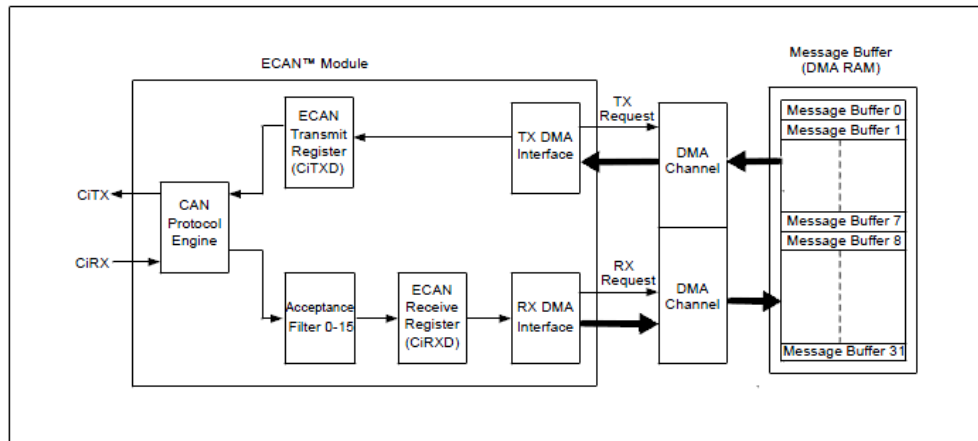 ECAN™ Module
Message Buffer
(DMA RAM)
ECAN
Transmit
Register
(CiTXD)
TX DMA
Interface
TX
Request
DMA
Channel
Message Buffer 0
Message Buffer 1
Message Buffer 7
Message Buffer 8
Message Buffer 31
CiTX
CiRX
CAN
Protocol
Engine
Acceptance
Filter 0-15
ECAN
Receive
Register
(CiRXD)
RX DMA
Interface
RX
Request
DMA
Channel